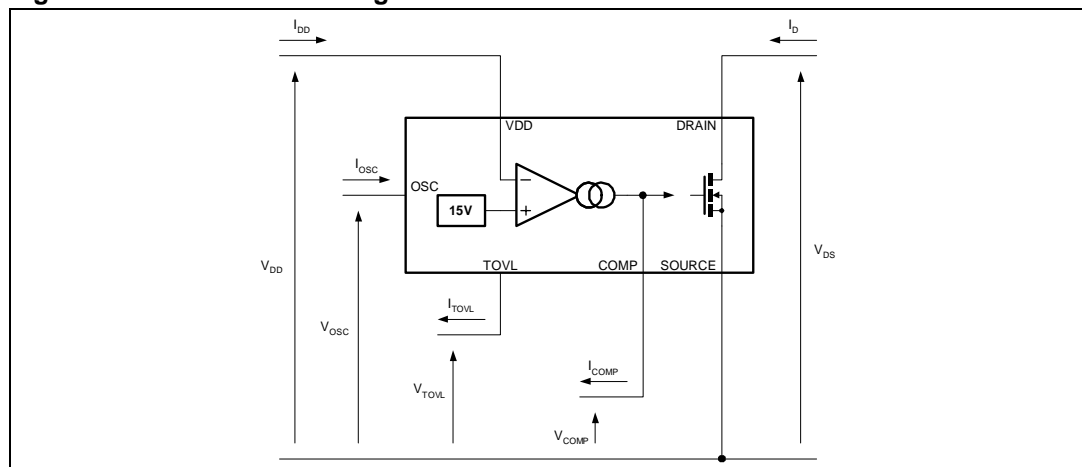 I_DD
I_D
VDD
DRAIN
I_OSC
OSC
15V
−
+
V_DD
V_DS
TOVL
COMP
SOURCE
I_TOVL
V_OSC
I_COMP
V_TOVL
V_COMP